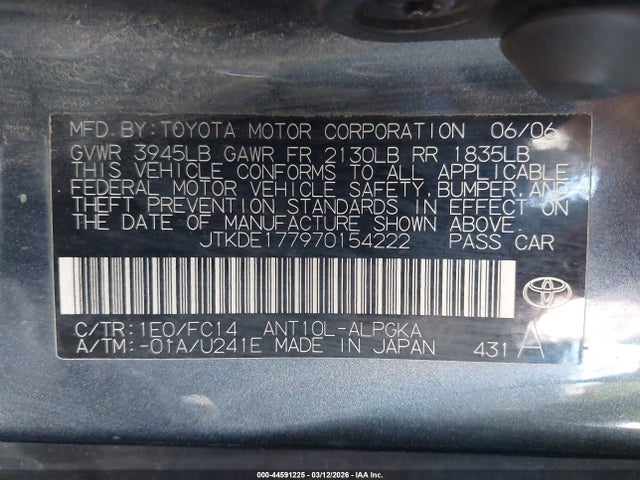 MFD. BY: TOYOTA MOTOR CORPORATION 06/06
GVWR 3945LB GAWR FR 2130LB RR 1835LB
THIS VEHICLE CONFORMS TO ALL APPLICABLE
FEDERAL MOTOR VEHICLE SAFETY, BUMPER, AND
THEFT PREVENTION STANDARDS IN EFFECT ON
THE DATE OF MANUFACTURE SHOWN ABOVE.
JTKDE177970154222 PASS CAR
C/TR: 1E0/FC14 ANT10L-ALPGKA
A/TM: -01A/U241E MADE IN JAPAN 431 A
000-44591225 - 03/12/2026 - IAA Inc.